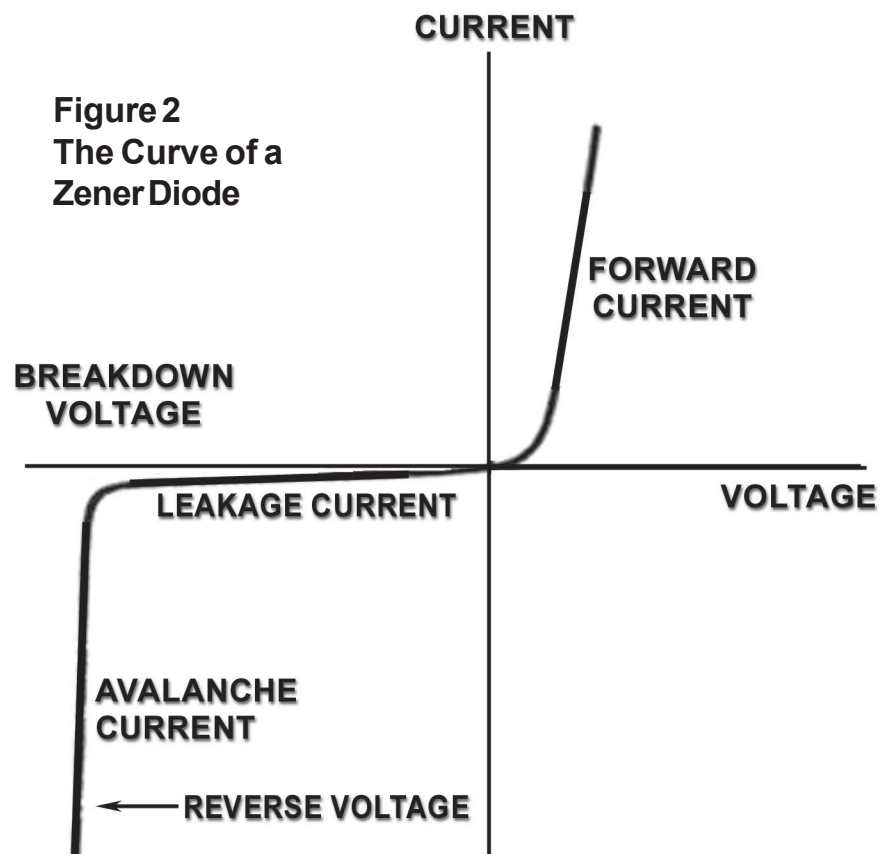 CURRENT
Figure 2
The Curve of a
Zener Diode
FORWARD
CURRENT
BREAKDOWN
VOLTAGE
LEAKAGE CURRENT
VOLTAGE
AVALANCHE
CURRENT
REVERSE VOLTAGE